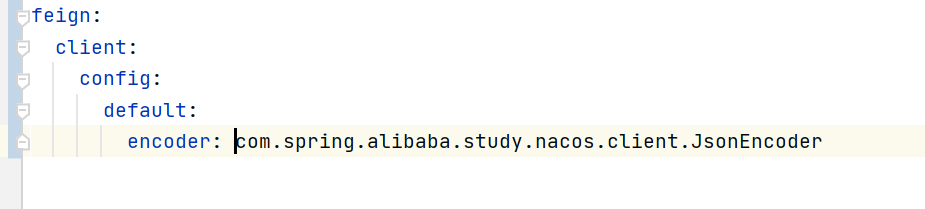 feign:
  client:
    config:
      default:
        encoder: com.spring.alibaba.study.nacos.client.JsonEncoder